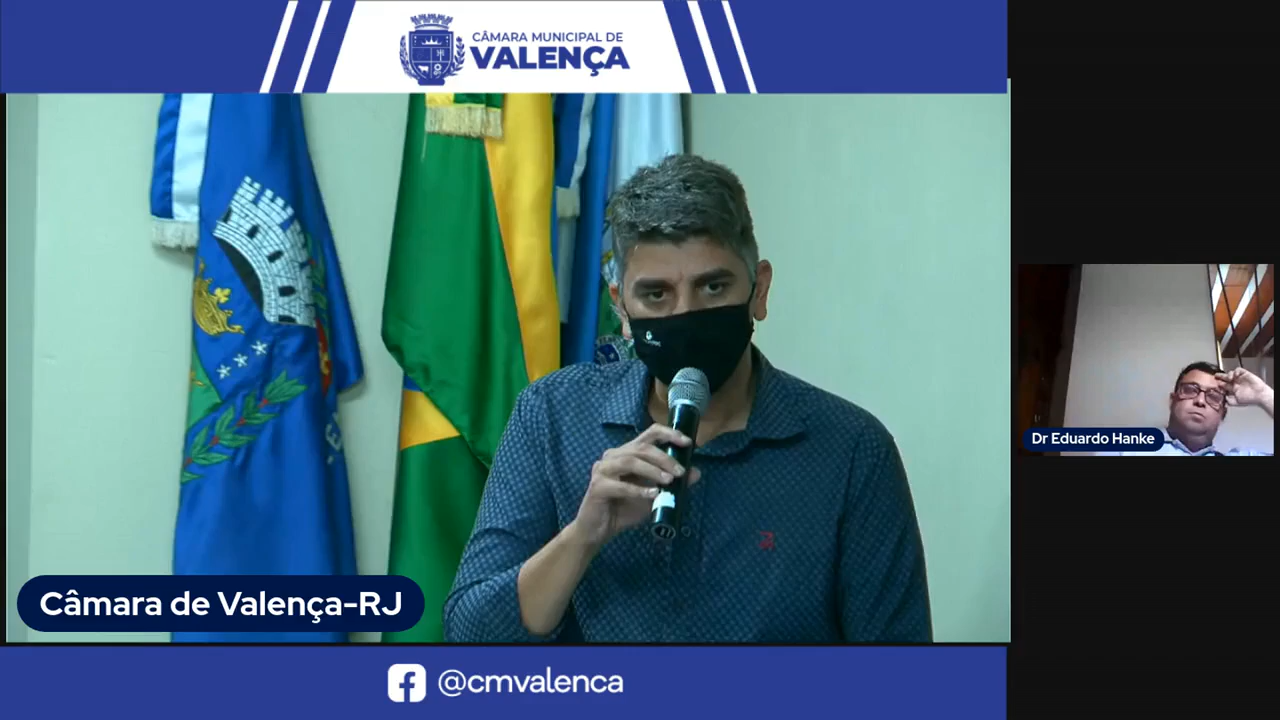 CÂMARA MUNICIPAL DE
VALENÇA
Dr Eduardo Hanke
Câmara de Valença-RJ
@cmvalenca